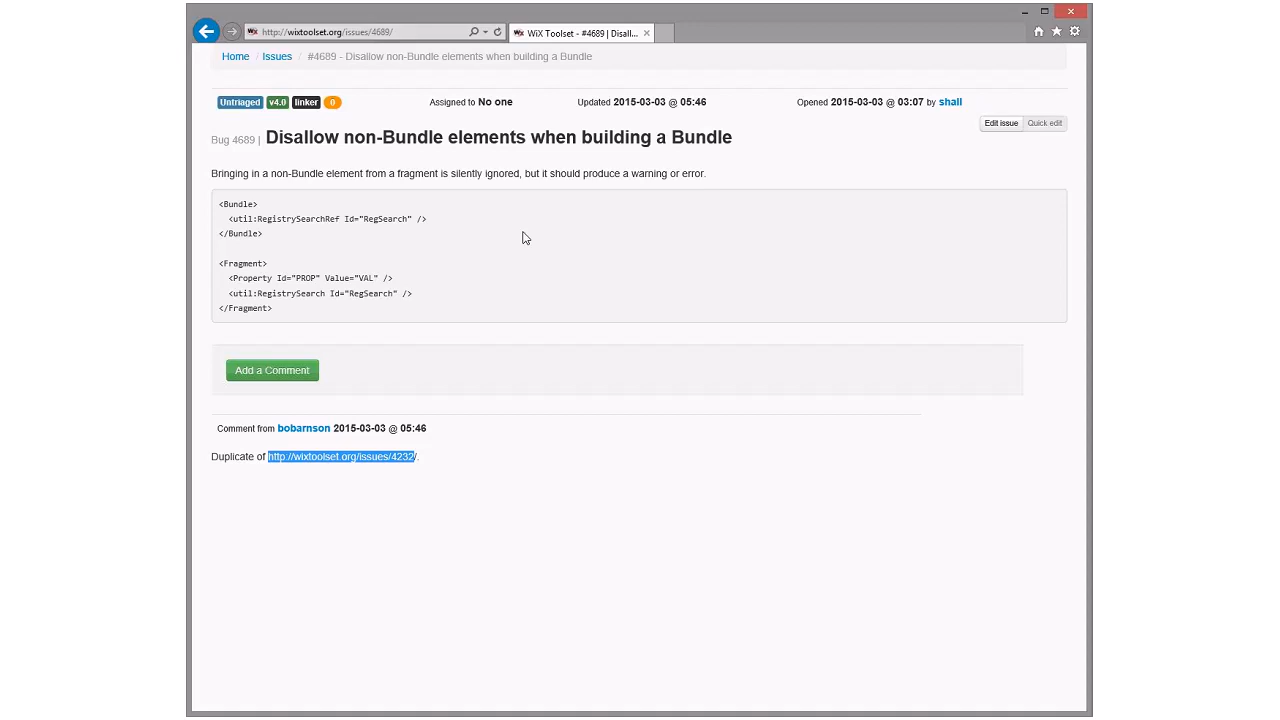 http://wixtoolset.org/issues/4689/
WiX Toolset - #4689 | Disall...
Home / Issues / #4689 - Disallow non-Bundle elements when building a Bundle
Untriaged v4.0 linker 0 Assigned to No one Updated 2015-03-03 @ 05:46 Opened 2015-03-03 @ 03:07 by shall
Edit issue Quick edit
Bug 4689 | Disallow non-Bundle elements when building a Bundle
Bringing in a non-Bundle element from a fragment is silently ignored, but it should produce a warning or error.
<Bundle>
  <util:RegistrySearchRef Id="RegSearch" />
</Bundle>
<Fragment>
  <Property Id="PROP" Value="VAL" />
  <util:RegistrySearch Id="RegSearch" />
</Fragment>
Add a Comment
Comment from bobarnson 2015-03-03 @ 05:46
Duplicate of http://wixtoolset.org/issues/4232/.